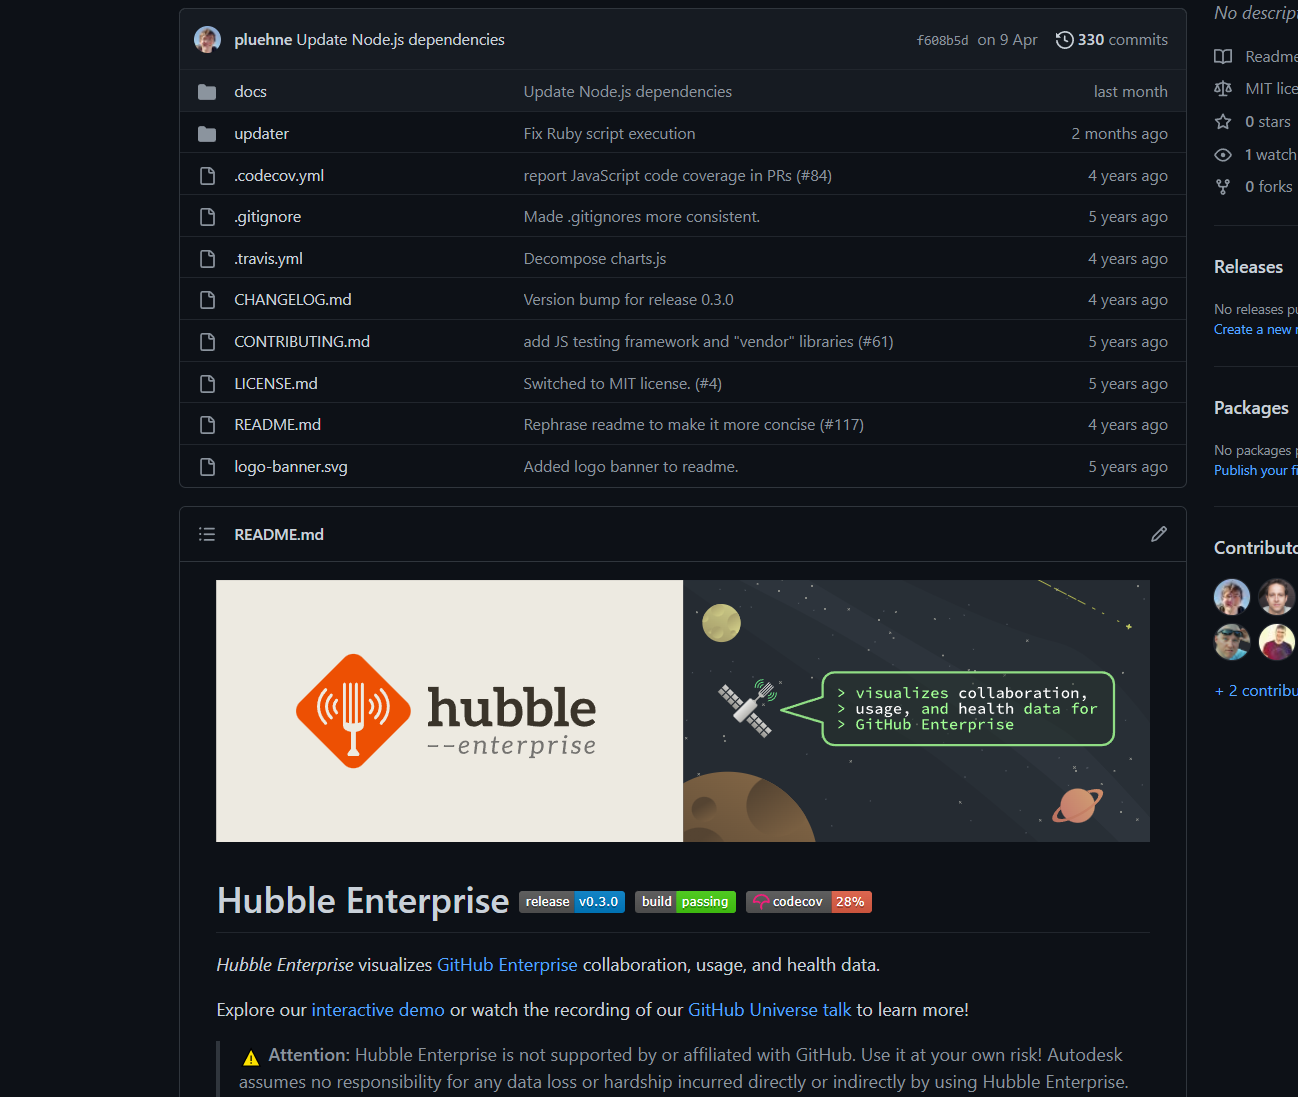 No descrip
pluehne Update Node.js dependencies f608b5d on 9 Apr 330 commits
Readme
MIT lice
0 stars
1 watch
0 forks
docs Update Node.js dependencies last month
updater Fix Ruby script execution 2 months ago
.codecov.yml report JavaScript code coverage in PRs (#84) 4 years ago
.gitignore Made .gitignores more consistent. 5 years ago
.travis.yml Decompose charts.js 4 years ago
CHANGELOG.md Version bump for release 0.3.0 4 years ago
CONTRIBUTING.md add JS testing framework and "vendor" libraries (#61) 5 years ago
LICENSE.md Switched to MIT license. (#4) 5 years ago
README.md Rephrase readme to make it more concise (#117) 4 years ago
logo-banner.svg Added logo banner to readme. 5 years ago
Releases
No releases pu
Create a new r
Packages
No packages p
Publish your fi
Contributo
+ 2 contribu
README.md
hubble
--enterprise
> visualizes collaboration,
> usage, and health data for
> GitHub Enterprise
Hubble Enterprise release v0.3.0 build passing codecov 28%
Hubble Enterprise visualizes GitHub Enterprise collaboration, usage, and health data.
Explore our interactive demo or watch the recording of our GitHub Universe talk to learn more!
⚠ Attention: Hubble Enterprise is not supported by or affiliated with GitHub. Use it at your own risk! Autodesk
assumes no responsibility for any data loss or hardship incurred directly or indirectly by using Hubble Enterprise.